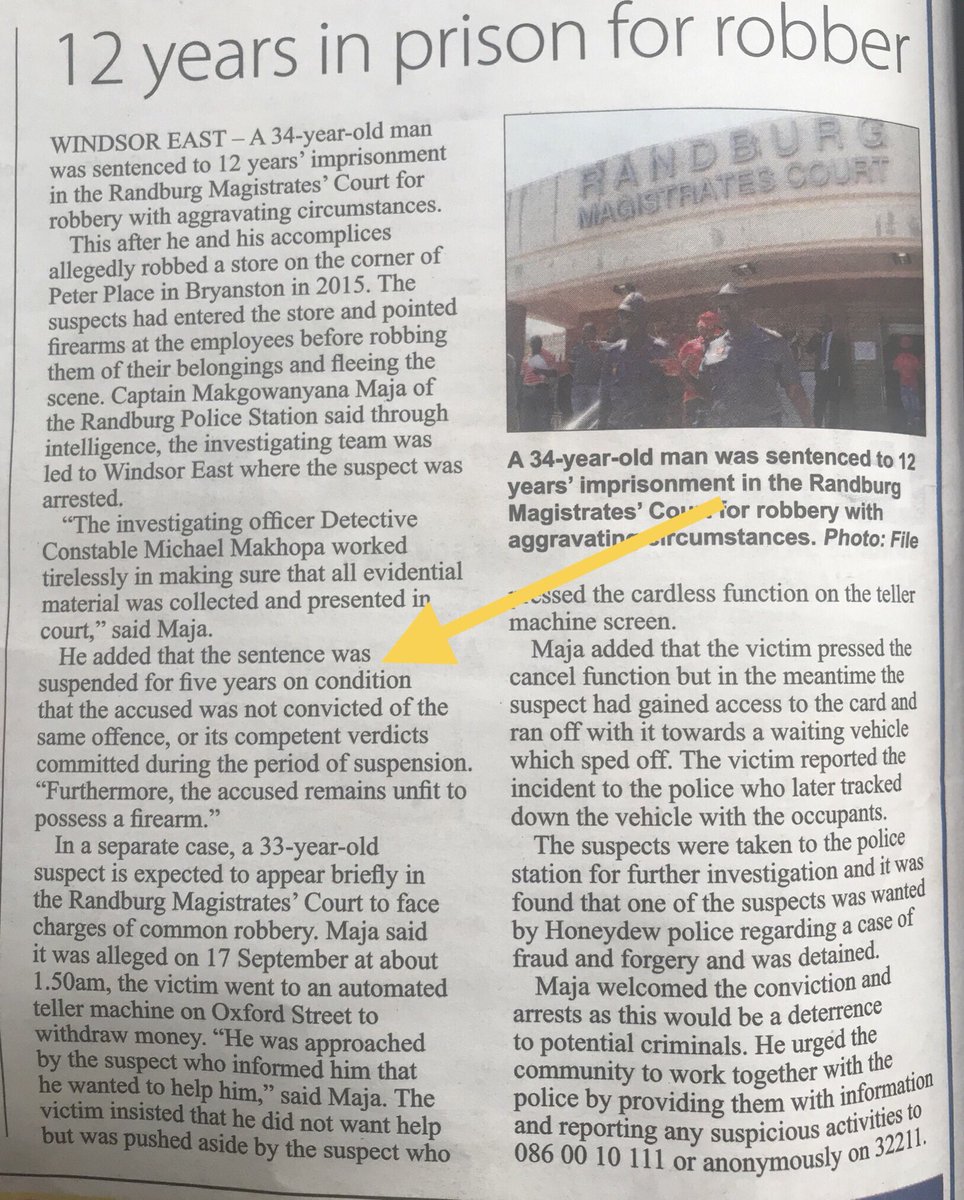 12 years in prison for robber
WINDSOR EAST – A 34-year-old man
was sentenced to 12 years' imprisonment
in the Randburg Magistrates' Court for
robbery with aggravating circumstances.
This after he and his accomplices
allegedly robbed a store on the corner of
Peter Place in Bryanston in 2015. The
suspects had entered the store and pointed
firearms at the employees before robbing
them of their belongings and fleeing the
scene. Captain Makgowanyana Maja of
the Randburg Police Station said through
intelligence, the investigating team was
led to Windsor East where the suspect was
arrested.
"The investigating officer Detective
Constable Michael Makhopa worked
tirelessly in making sure that all evidential
material was collected and presented in
court," said Maja.
He added that the sentence was
suspended for five years on condition
that the accused was not convicted of the
same offence, or its competent verdicts
committed during the period of suspension.
"Furthermore, the accused remains unfit to
possess a firearm."
In a separate case, a 33-year-old
suspect is expected to appear briefly in
the Randburg Magistrates' Court to face
charges of common robbery. Maja said
it was alleged on 17 September at about
1.50am, the victim went to an automated
teller machine on Oxford Street to
withdraw money. "He was approached
by the suspect who informed him that
he wanted to help him," said Maja. The
victim insisted that he did not want help
but was pushed aside by the suspect who
RANDBURG
MAGISTRATES COURT
A 34-year-old man was sentenced to 12
years' imprisonment in the Randburg
Magistrates' for robbery with
aggravating circumstances. Photo: File
the cardless function on the teller
machine screen.
Maja added that the victim pressed the
cancel function but in the meantime the
suspect had gained access to the card and
ran off with it towards a waiting vehicle
which sped off. The victim reported the
incident to the police who later tracked
down the vehicle with the occupants.
The suspects were taken to the police
station for further investigation and it was
found that one of the suspects was wanted
by Honeydew police regarding a case of
fraud and forgery and was detained.
Maja welcomed the conviction and
arrests as this would be a deterrence
to potential criminals. He urged the
community to work together with the
police by providing them with information
and reporting any suspicious activities to
086 00 10 111 or anonymously on 32211.